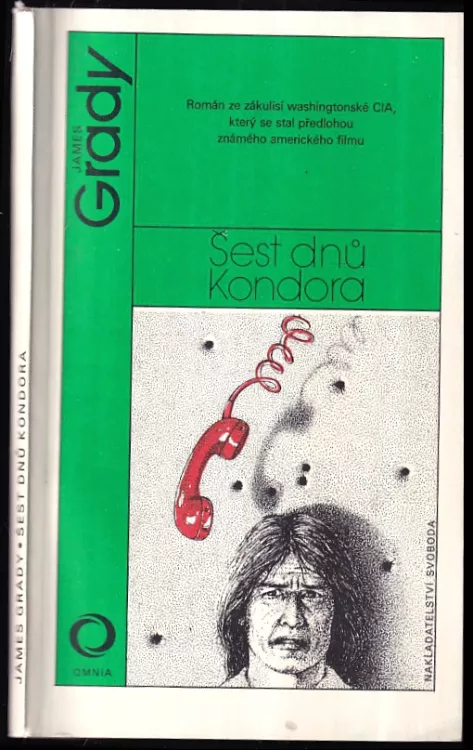 JAMES GRADY • ŠEST DNŮ KONDORA
JAMES
Grady
Román ze zákulisí washingtonské CIA,
který se stal předlohou
známého amerického filmu
Šest dnů
Kondora
NAKLADATELSTVÍ SVOBODA
OMNIA